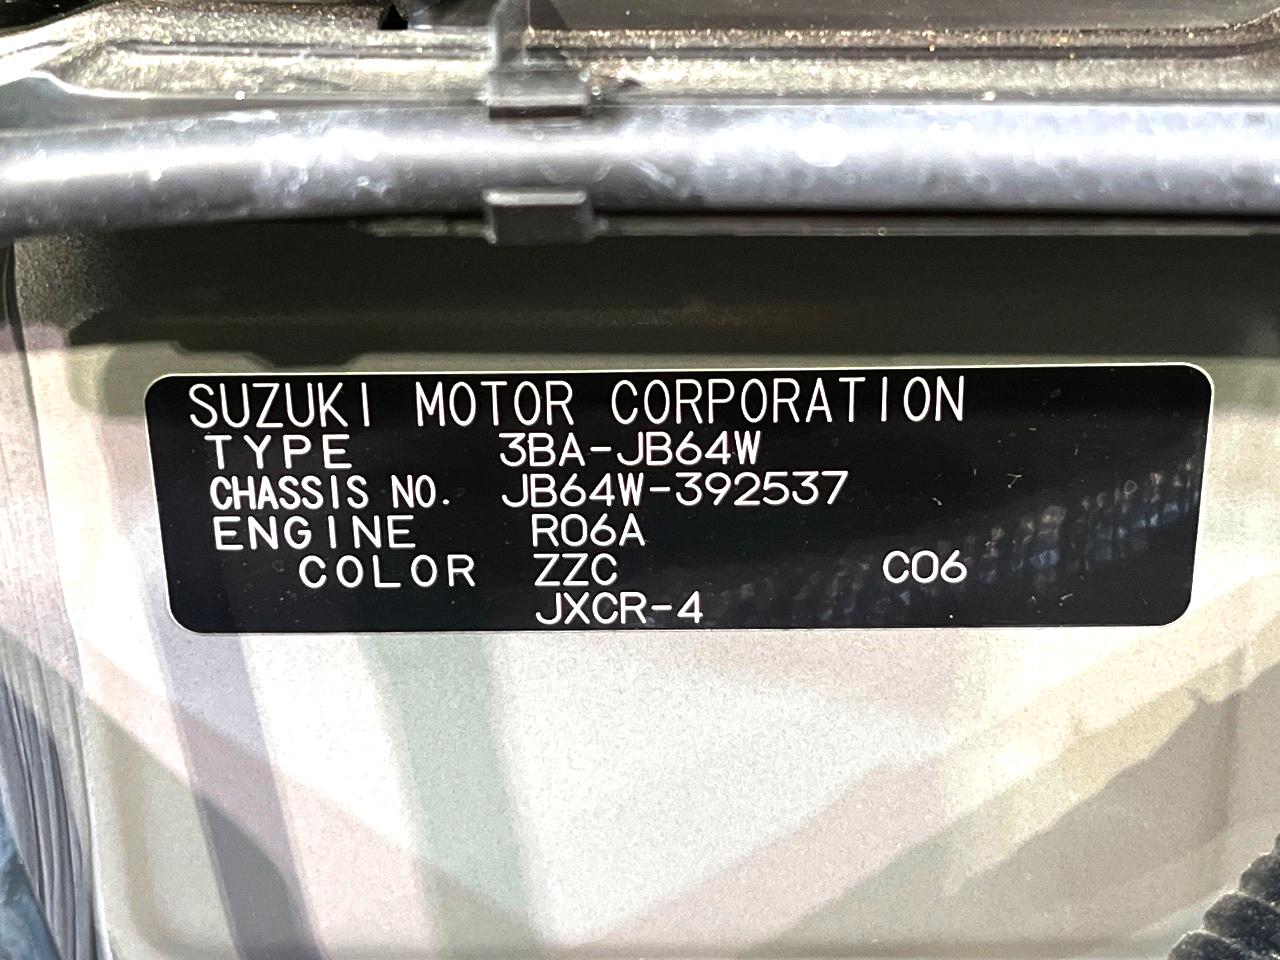 SUZUKI MOTOR CORPORATION
TYPE 3BA-JB64W
CHASSIS NO. JB64W-392537
ENGINE R06A
COLOR ZZC C06
JXCR-4